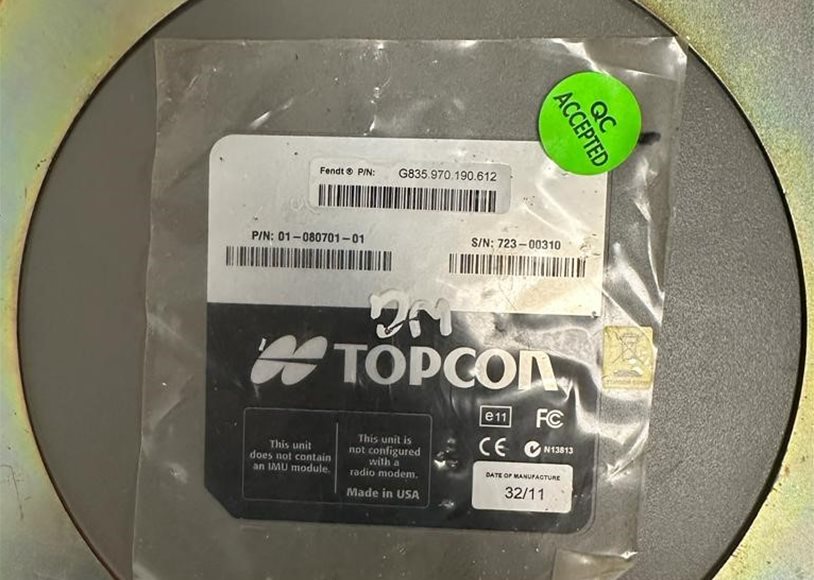 QC
ACCEPTED
Fendt ® P/N: G835.970.190.612
P/N: 01-080701-01
S/N: 723-00310
TOPCON
e11 FC
This unit
does not contain
an IMU module.
This unit is
not configured
with a
radio modem.
Made in USA
CE N13813
DATE OF MANUFACTURE
32/11